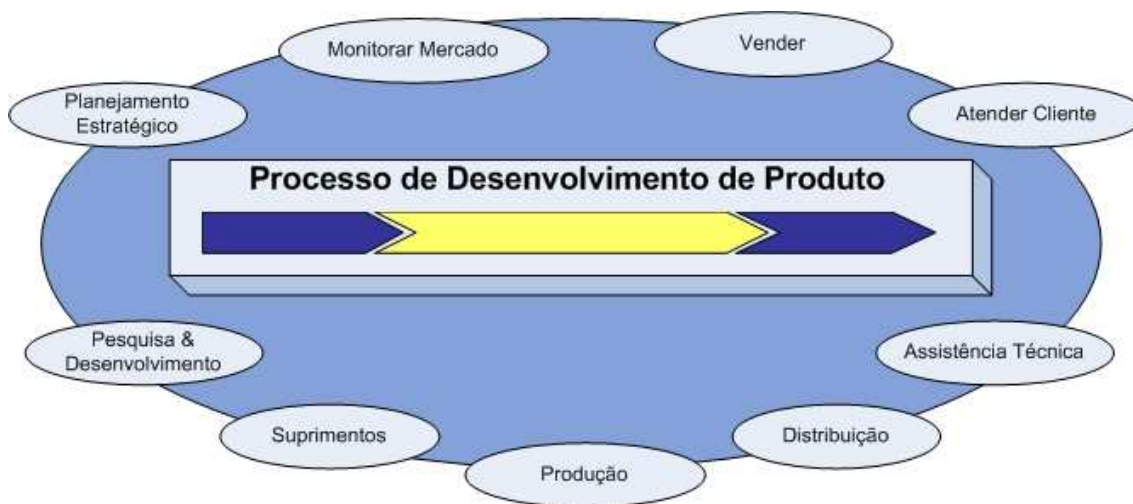 Monitorar Mercado
Vender
Planejamento
Estratégico
Atender Cliente
Processo de Desenvolvimento de Produto
Pesquisa &
Desenvolvimento
Assistência Técnica
Suprimentos
Distribuição
Produção